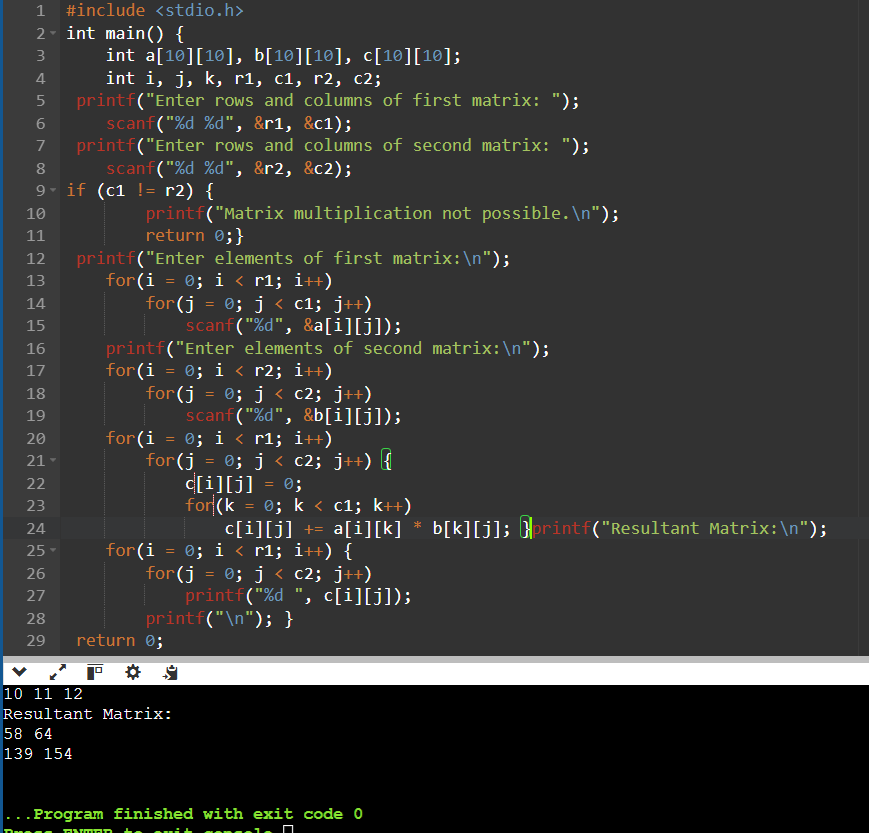 1 #include <stdio.h>
2 int main() {
3 int a[10][10], b[10][10], c[10][10];
4 int i, j, k, r1, c1, r2, c2;
5 printf("Enter rows and columns of first matrix: ");
6 scanf("%d %d", &r1, &c1);
7 printf("Enter rows and columns of second matrix: ");
8 scanf("%d %d", &r2, &c2);
9 if (c1 != r2) {
10 printf("Matrix multiplication not possible.\n");
11 return 0;}
12 printf("Enter elements of first matrix:\n");
13 for(i = 0; i < r1; i++)
14 for(j = 0; j < c1; j++)
15 scanf("%d", &a[i][j]);
16 printf("Enter elements of second matrix:\n");
17 for(i = 0; i < r2; i++)
18 for(j = 0; j < c2; j++)
19 scanf("%d", &b[i][j]);
20 for(i = 0; i < r1; i++)
21 for(j = 0; j < c2; j++) {
22 c[i][j] = 0;
23 for(k = 0; k < c1; k++)
24 c[i][j] += a[i][k] * b[k][j]; }printf("Resultant Matrix:\n");
25 for(i = 0; i < r1; i++) {
26 for(j = 0; j < c2; j++)
27 printf("%d ", c[i][j]);
28 printf("\n"); }
29 return 0;
10 11 12
Resultant Matrix:
58 64
139 154
...Program finished with exit code 0
Press ENTER to exit console.